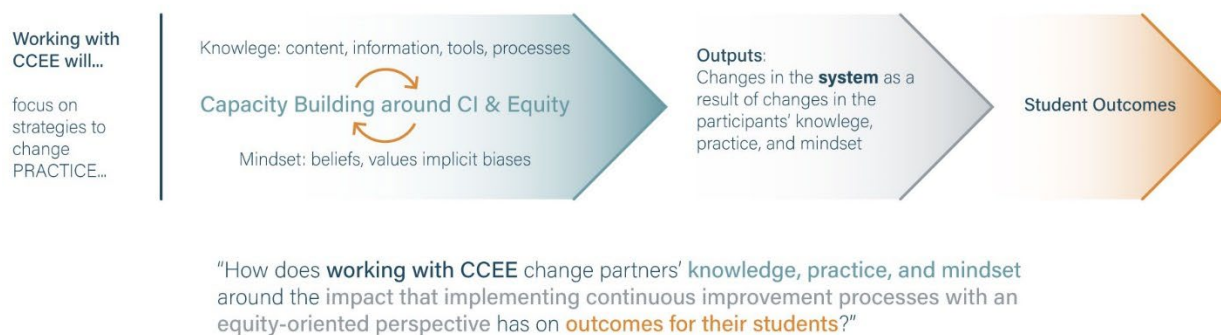 Working with
CCEE will...
focus on
strategies to
change
PRACTICE...
Knowlege: content, information, tools, processes
Capacity Building around CI & Equity
Mindset: beliefs, values implicit biases
Outputs:
Changes in the system as a
result of changes in the
participants’ knowlege,
practice, and mindset
Student Outcomes
“How does working with CCEE change partners’ knowledge, practice, and mindset
around the impact that implementing continuous improvement processes with an
equity-oriented perspective has on outcomes for their students?”